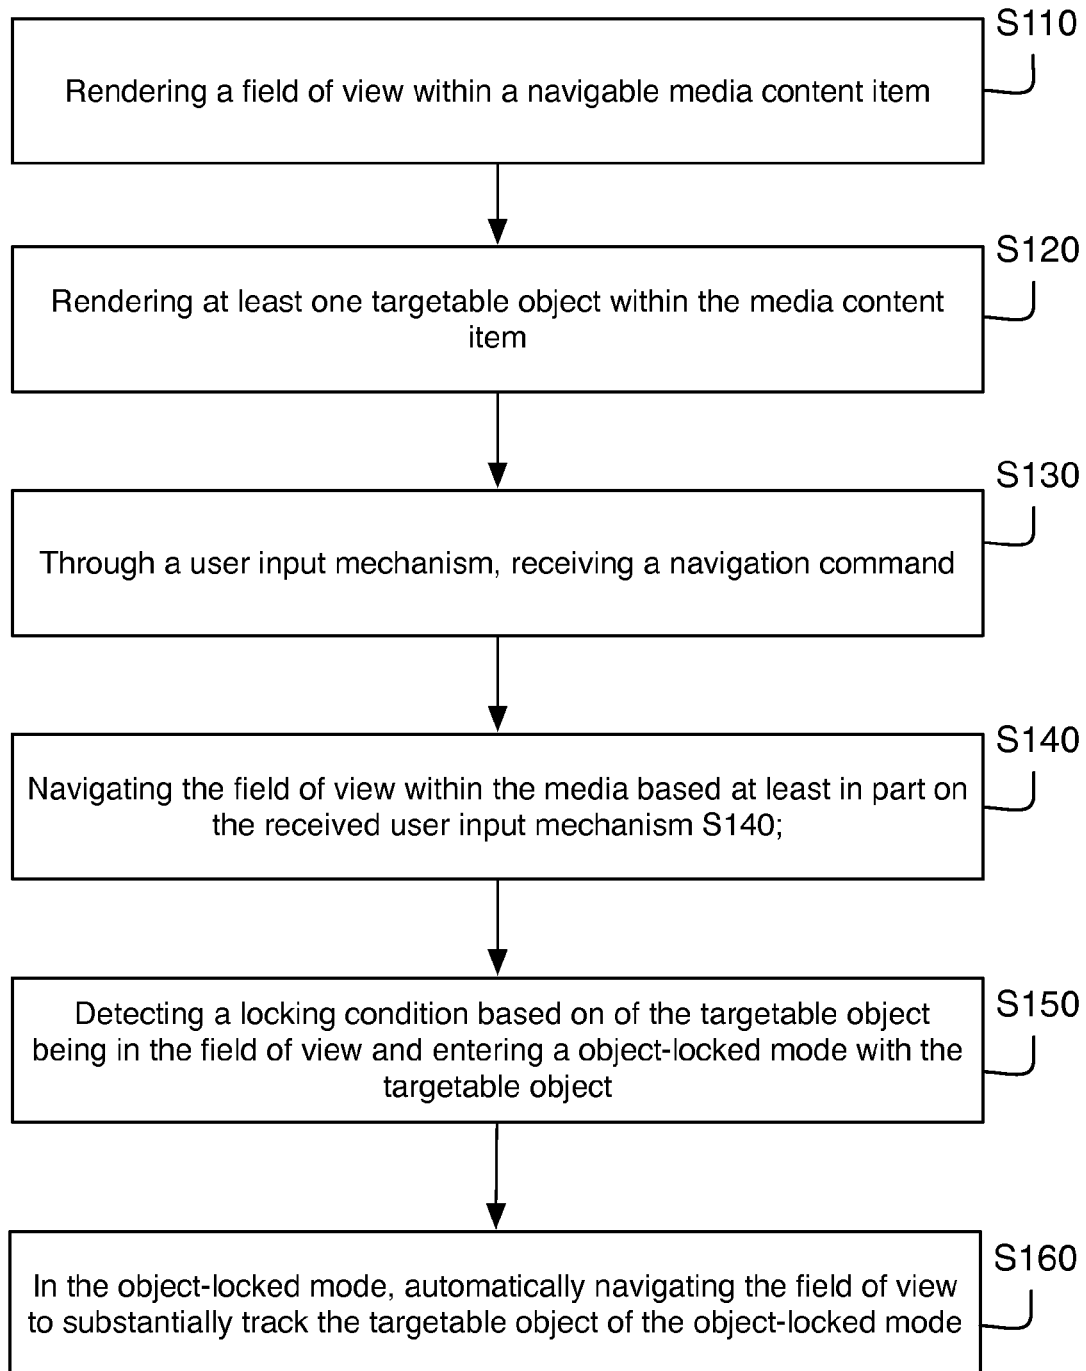 S110
Rendering a field of view within a navigable media content item
S120
Rendering at least one targetable object within the media content
item
S130
Through a user input mechanism, receiving a navigation command
S140
Navigating the field of view within the media based at least in part on
the received user input mechanism S140;
S150
Detecting a locking condition based on of the targetable object
being in the field of view and entering a object-locked mode with the
targetable object
S160
In the object-locked mode, automatically navigating the field of view
to substantially track the targetable object of the object-locked mode